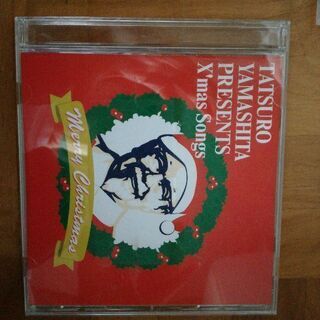 TATSURO
YAMASHITA
PRESENTS
X'mas Songs
Merry Christmas